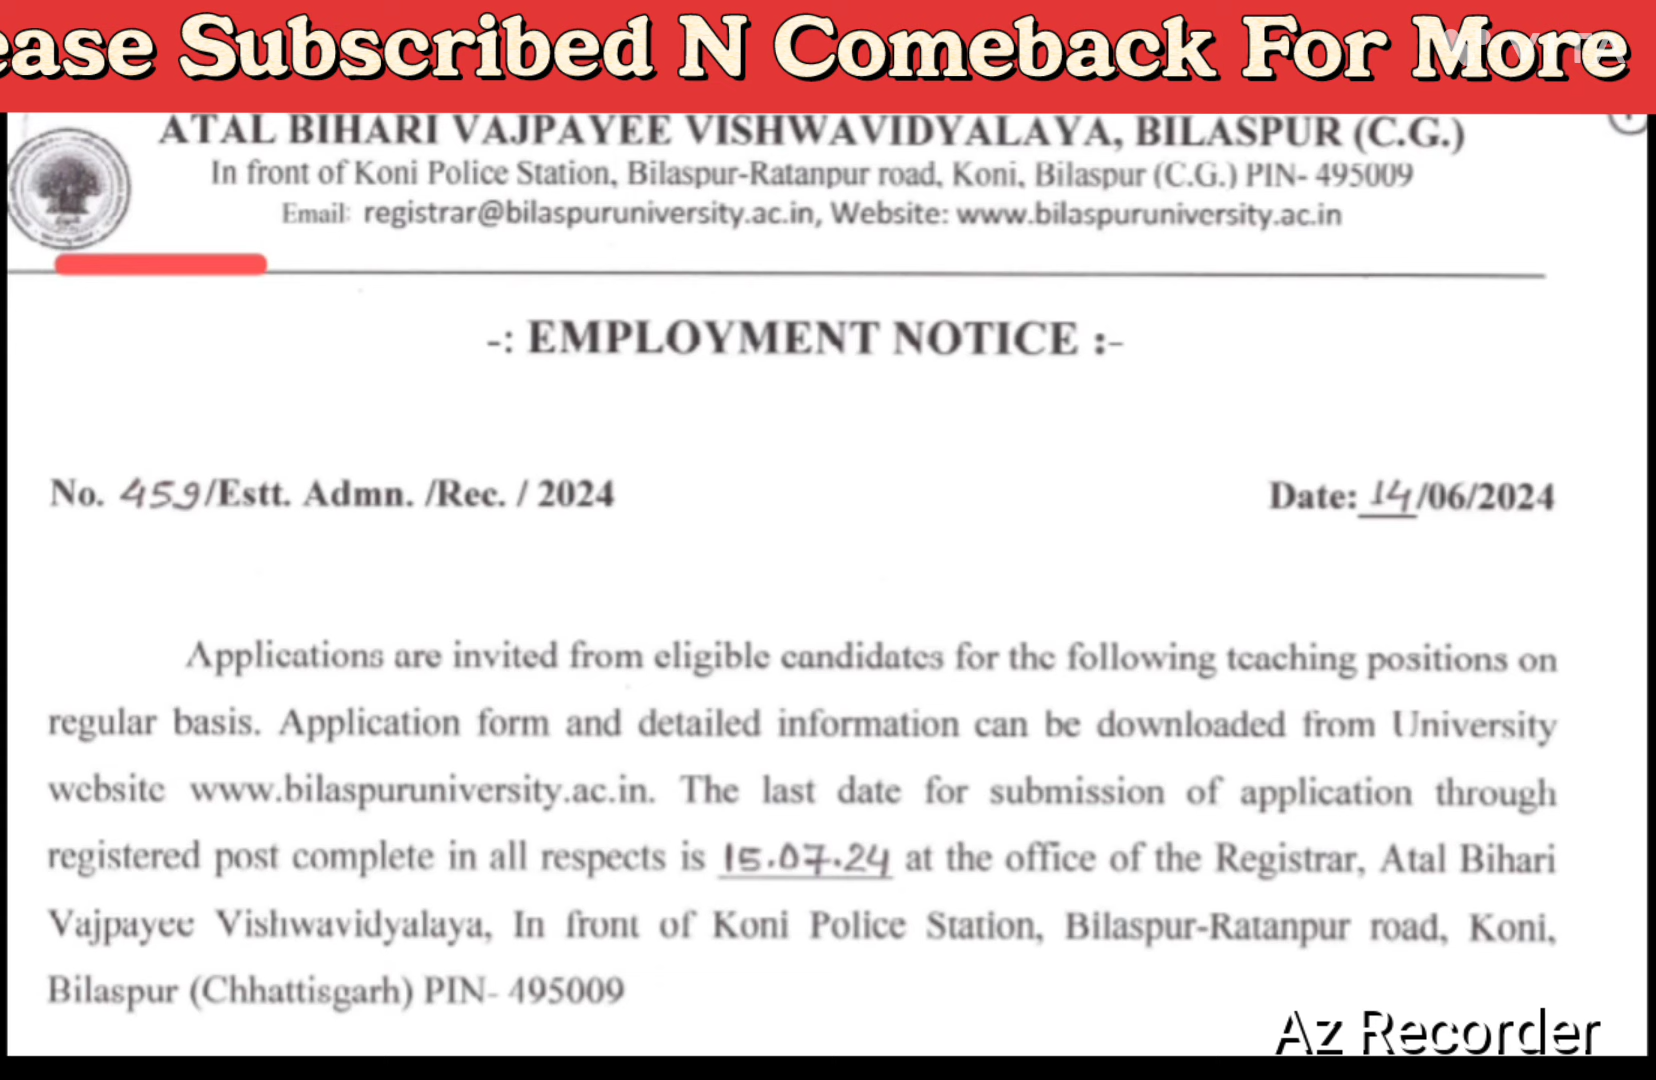 ease Subscribed N Comeback For More
ATAL BIHARI VAJPAYEE VISHWAVIDYALAYA, BILASPUR (C.G.)
In front of Koni Police Station, Bilaspur-Ratanpur road, Koni, Bilaspur (C.G.) PIN- 495009
Email: registrar@bilaspuruniversity.ac.in, Website: www.bilaspuruniversity.ac.in
-: EMPLOYMENT NOTICE :-
No. 459/Estt. Admn. /Rec. / 2024
Date: 14/06/2024
Applications are invited from eligible candidates for the following teaching positions on
regular basis. Application form and detailed information can be downloaded from University
website www.bilaspuruniversity.ac.in. The last date for submission of application through
registered post complete in all respects is 15.07.24 at the office of the Registrar, Atal Bihari
Vajpayee Vishwavidyalaya, In front of Koni Police Station, Bilaspur-Ratanpur road, Koni,
Bilaspur (Chhattisgarh) PIN- 495009
Az Recorder